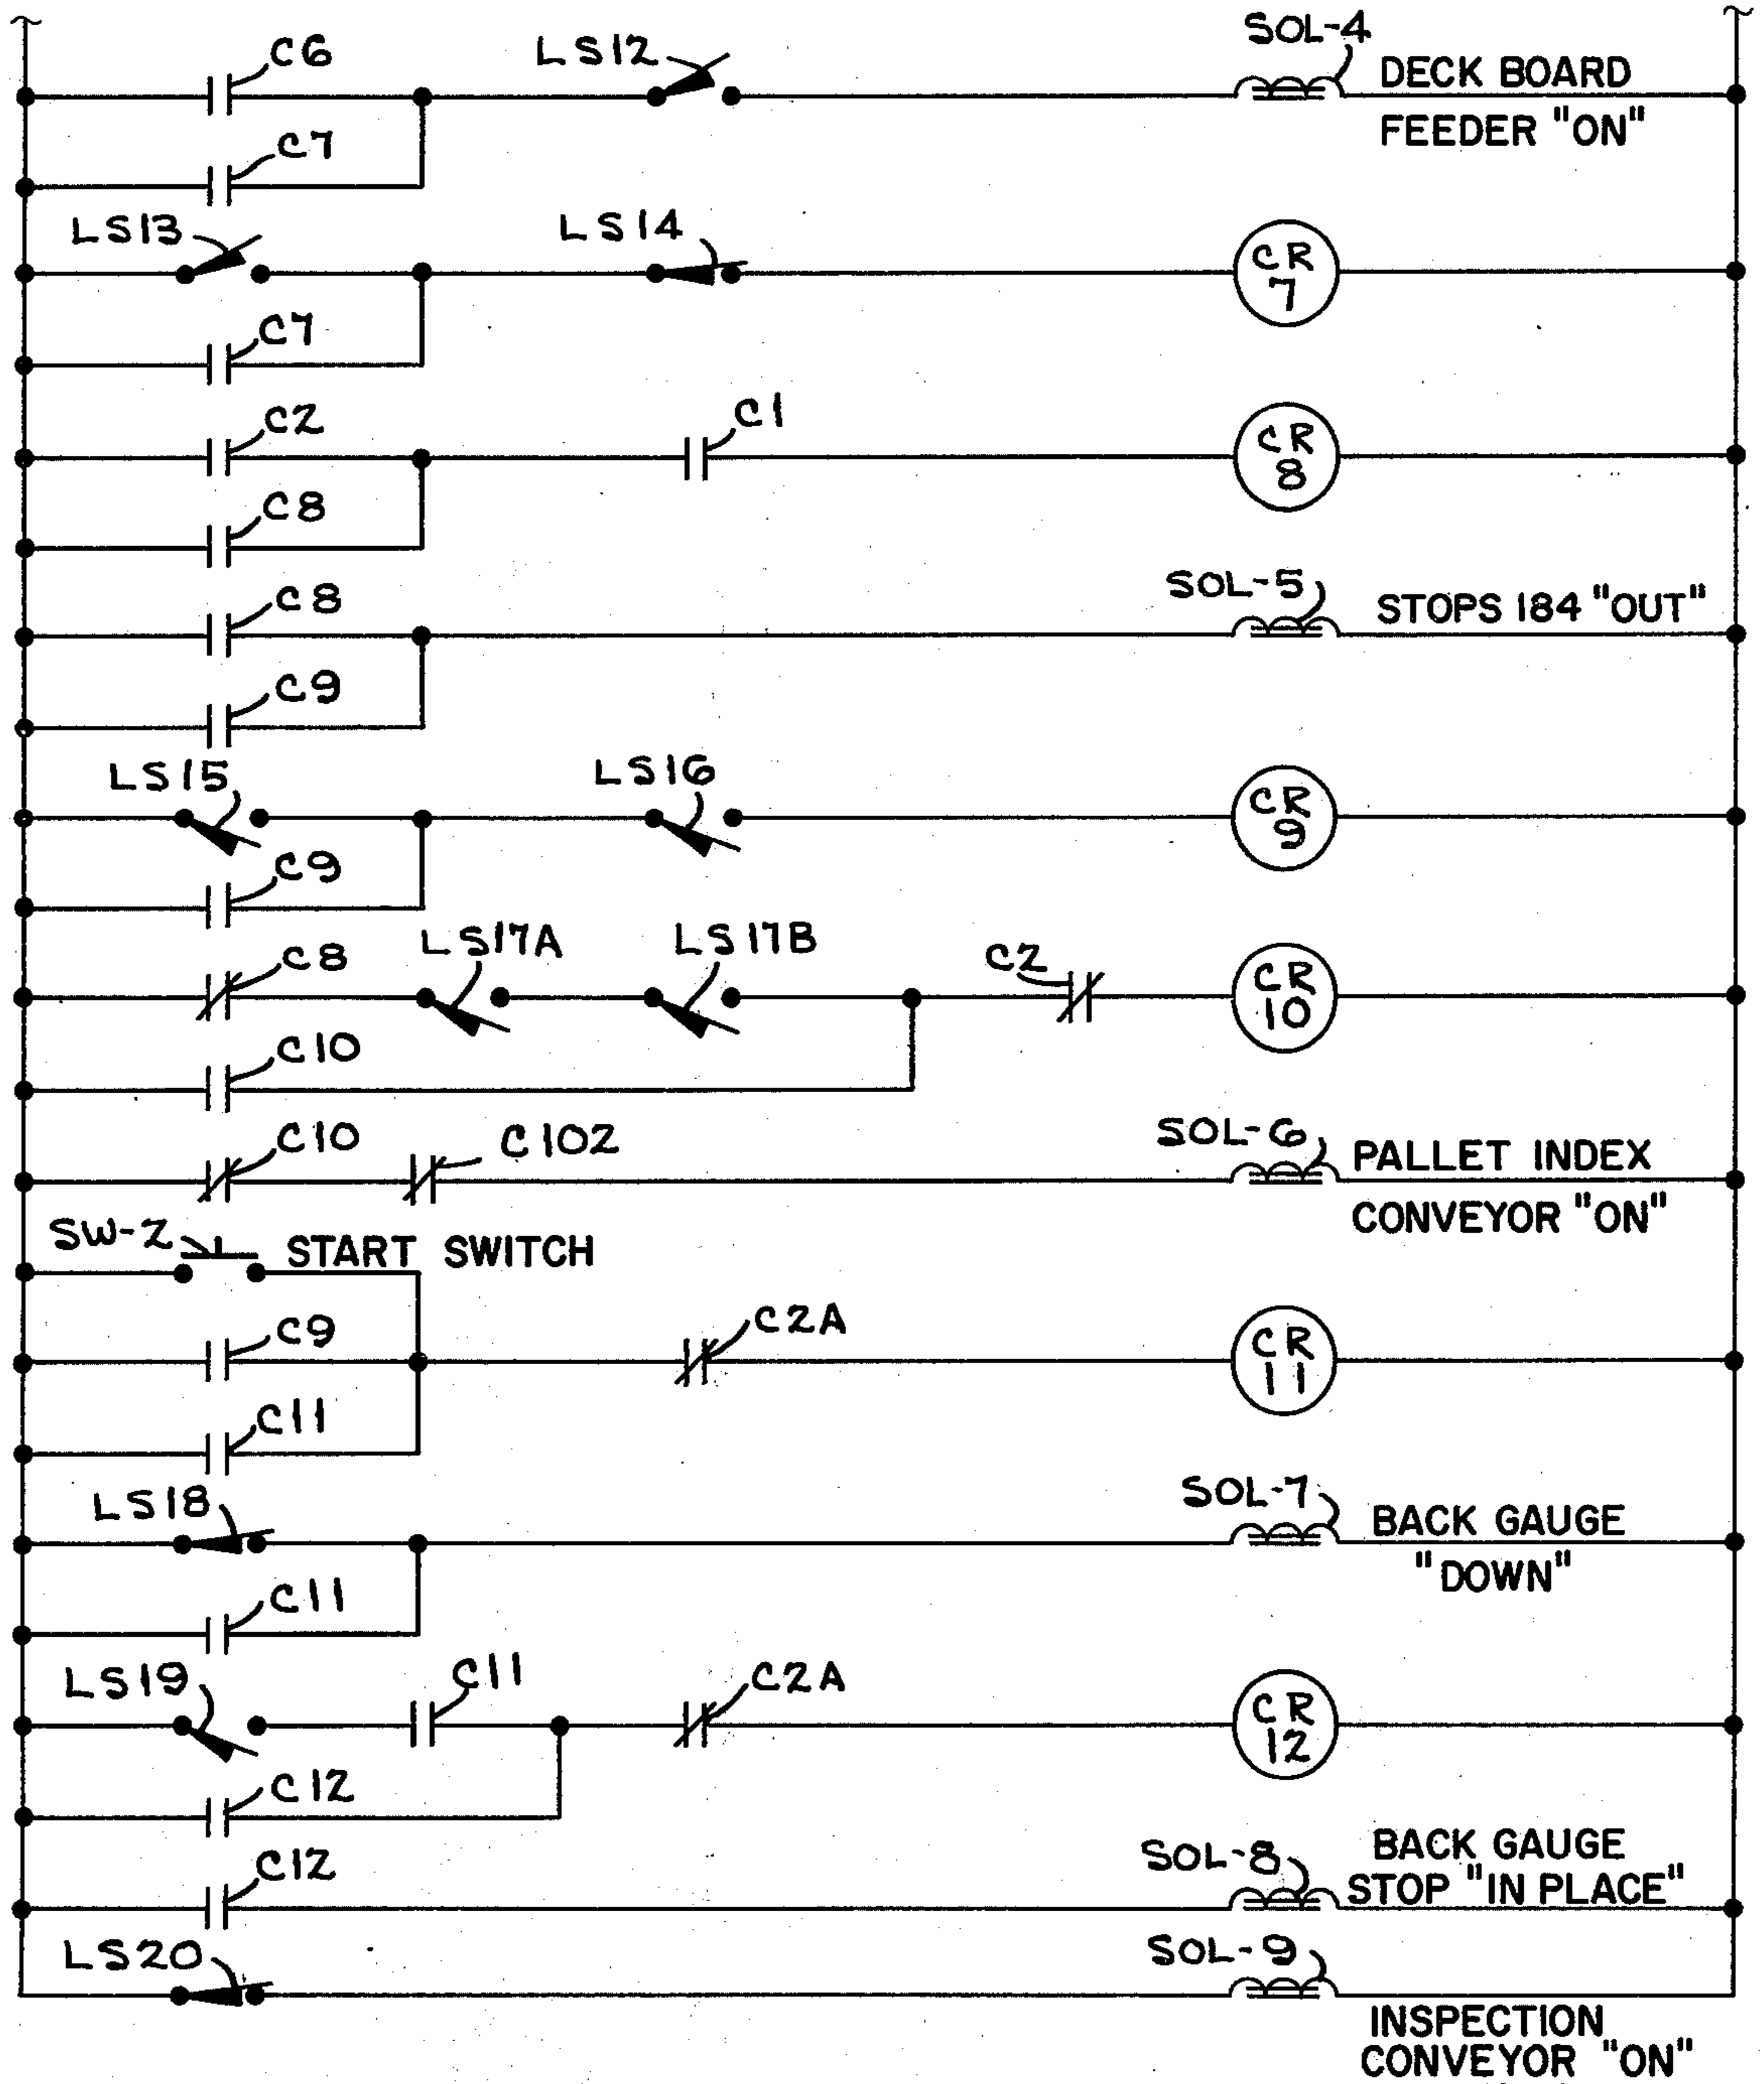 C6
LS12
SOL-4
DECK BOARD
FEEDER "ON"
C7
LS13
LS14
CR
7
C7
C2
C1
CR
8
C8
C8
SOL-5
STOPS 184 "OUT"
C9
LS15
LS16
CR
9
C9
C8
LS17A
LS17B
C2
CR
10
C10
C10
C102
SOL-6
PALLET INDEX
CONVEYOR "ON"
SW-2
START SWITCH
C9
C2A
CR
11
C11
LS18
SOL-7
BACK GAUGE
"DOWN"
C11
LS19
C11
C2A
CR
12
C12
C12
SOL-8
BACK GAUGE
STOP "IN PLACE"
LS20
SOL-9
INSPECTION
CONVEYOR "ON"